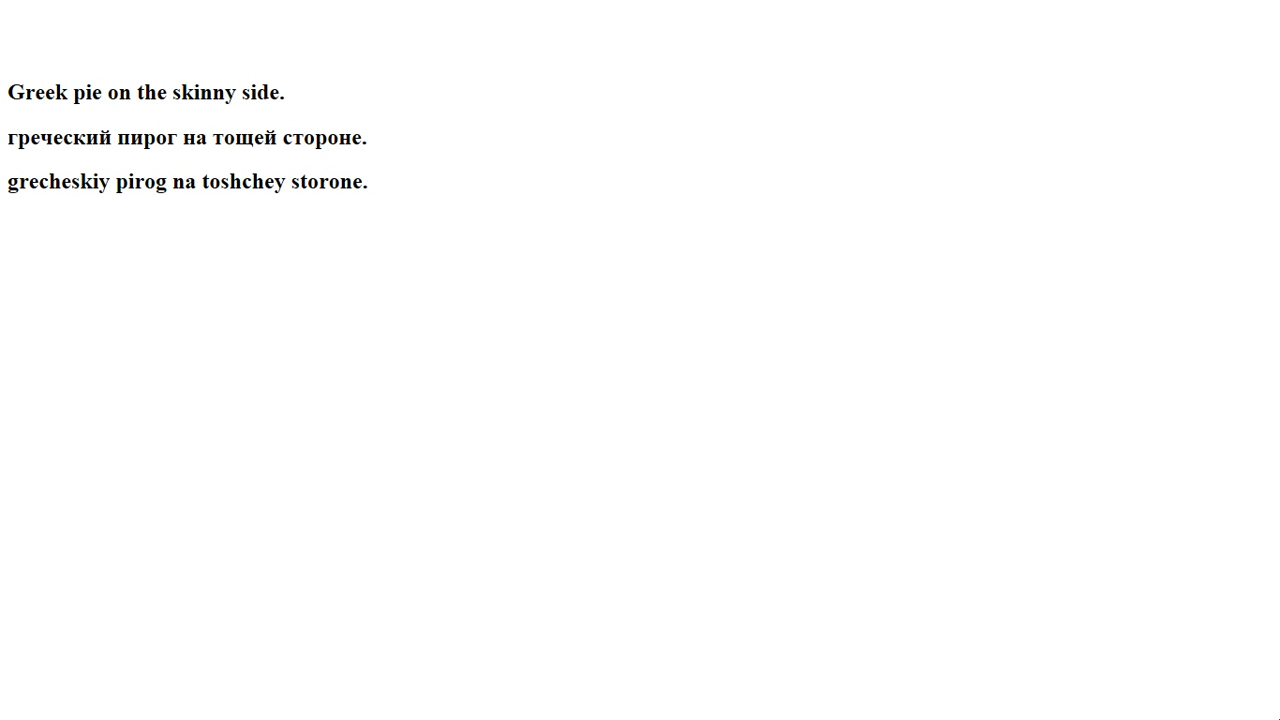 Greek pie on the skinny side.
греческий пирог на тощей стороне.
grecheskiy pirog na toshchey storone.